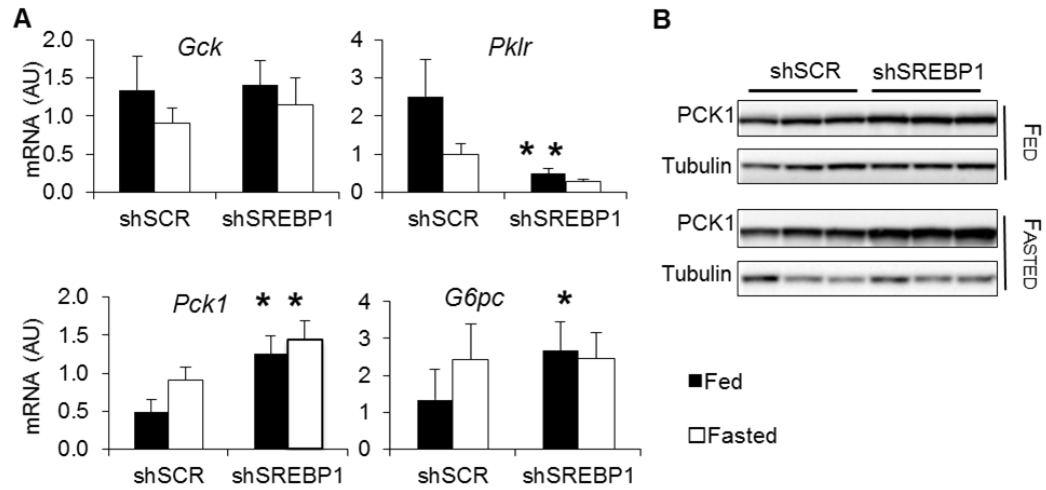 A
Gck
mRNA (AU)
2.0
1.5
1.0
0.5
0.0
shSCR
shSREBP1
Pklr
4
3
2
1
0
* *
shSCR
shSREBP1
Pck1
mRNA (AU)
2.0
1.5
1.0
0.5
0.0
* *
shSCR
shSREBP1
G6pc
4
3
2
1
0
*
shSCR
shSREBP1
B
shSCR shSREBP1
PCK1
Tubulin
FED
PCK1
Tubulin
FASTED
Fed
Fasted